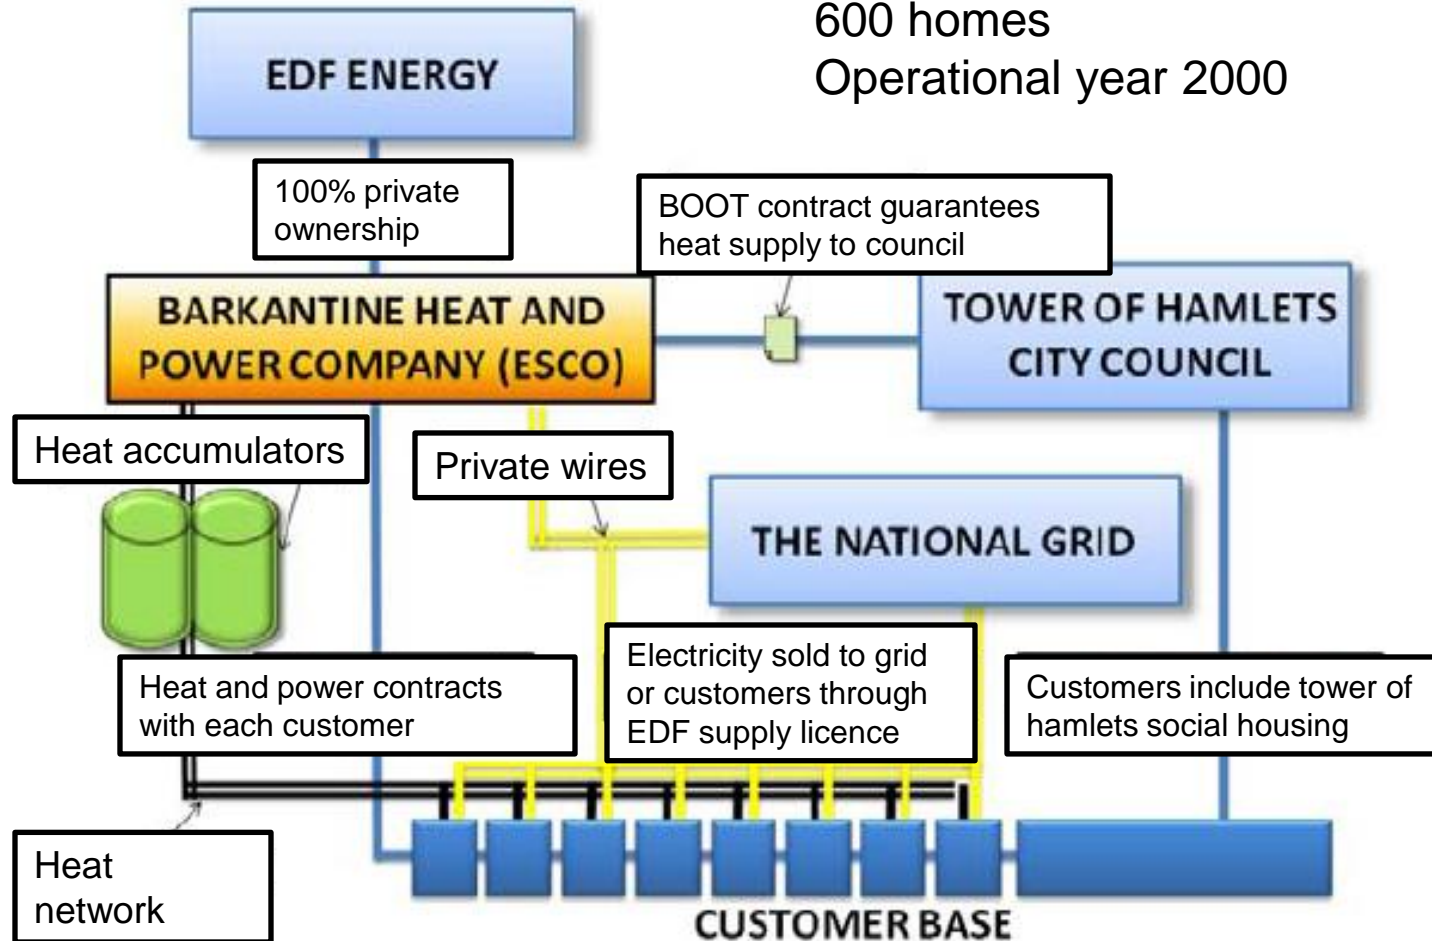 600 homes
Operational year 2000
EDF ENERGY
100% private
ownership
BOOT contract guarantees
heat supply to council
BARKANTINE HEAT AND
POWER COMPANY (ESCO)
TOWER OF HAMLETS
CITY COUNCIL
Heat accumulators
Private wires
THE NATIONAL GRID
Heat and power contracts
with each customer
Electricity sold to grid
or customers through
EDF supply licence
Customers include tower of
hamlets social housing
Heat
network
CUSTOMER BASE